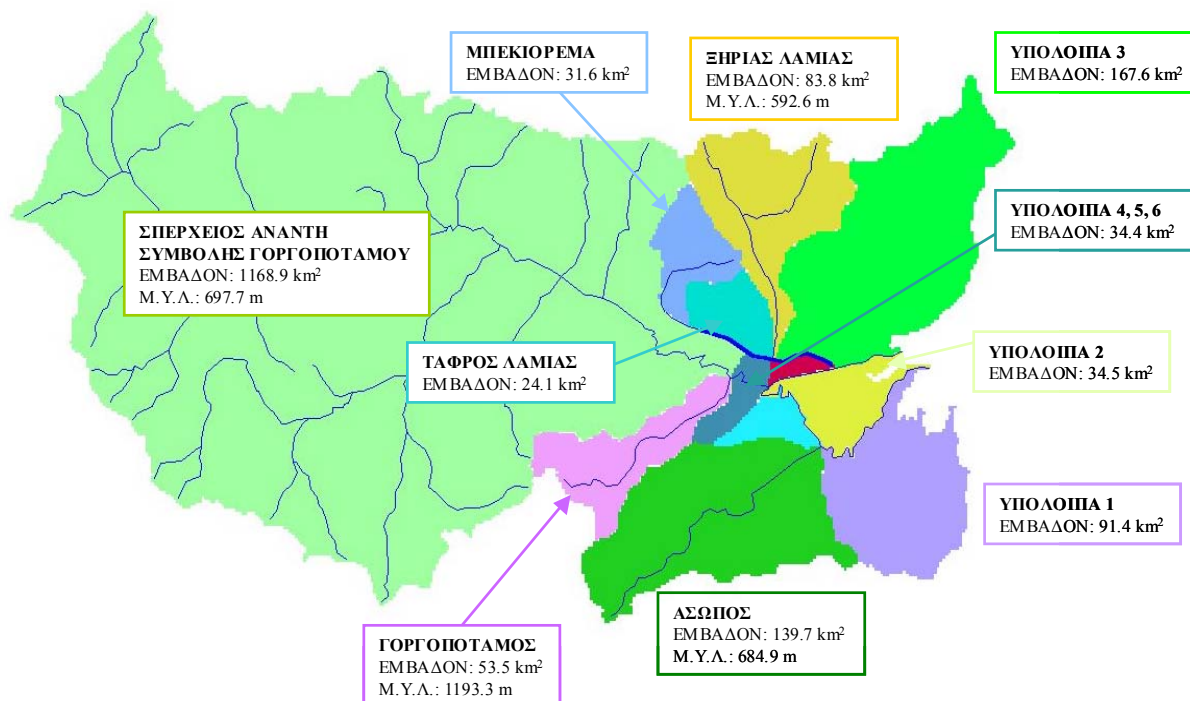 ΜΠΕΚΙΟΡΕΜΑ
ΕΜΒΑΔΟΝ: 31.6 km²
ΞΗΡΙΑΣ ΛΑΜΙΑΣ
ΕΜΒΑΔΟΝ: 83.8 km²
Μ.Υ.Λ.: 592.6 m
ΥΠΟΛΟΙΠΑ 3
ΕΜΒΑΔΟΝ: 167.6 km²
ΣΠΕΡΧΕΙΟΣ ΑΝΑΝΤΗ
ΣΥΜΒΟΛΗΣ ΓΟΡΓΟΠΟΤΑΜΟΥ
ΕΜΒΑΔΟΝ: 1168.9 km²
Μ.Υ.Λ.: 697.7 m
ΥΠΟΛΟΙΠΑ 4, 5, 6
ΕΜΒΑΔΟΝ: 34.4 km²
ΤΑΦΡΟΣ ΛΑΜΙΑΣ
ΕΜΒΑΔΟΝ: 24.1 km²
ΥΠΟΛΟΙΠΑ 2
ΕΜΒΑΔΟΝ: 34.5 km²
ΥΠΟΛΟΙΠΑ 1
ΕΜΒΑΔΟΝ: 91.4 km²
ΑΣΩΠΟΣ
ΕΜΒΑΔΟΝ: 139.7 km²
Μ.Υ.Λ.: 684.9 m
ΓΟΡΓΟΠΟΤΑΜΟΣ
ΕΜΒΑΔΟΝ: 53.5 km²
Μ.Υ.Λ.: 1193.3 m